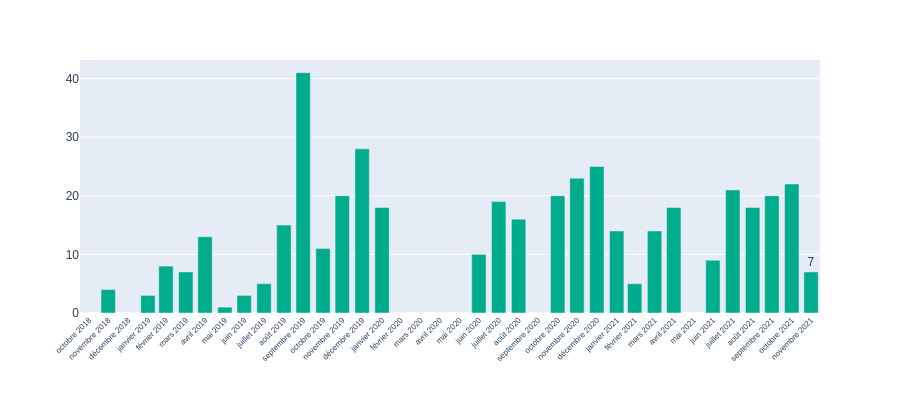 40
30
20
10
0
7
octobre 2018
novembre 2018
décembre 2018
janvier 2019
février 2019
mars 2019
avril 2019
mai 2019
juin 2019
juillet 2019
août 2019
septembre 2019
octobre 2019
novembre 2019
décembre 2019
janvier 2020
février 2020
mars 2020
avril 2020
mai 2020
juin 2020
juillet 2020
août 2020
septembre 2020
octobre 2020
novembre 2020
décembre 2020
janvier 2021
février 2021
mars 2021
avril 2021
mai 2021
juin 2021
juillet 2021
août 2021
septembre 2021
octobre 2021
novembre 2021